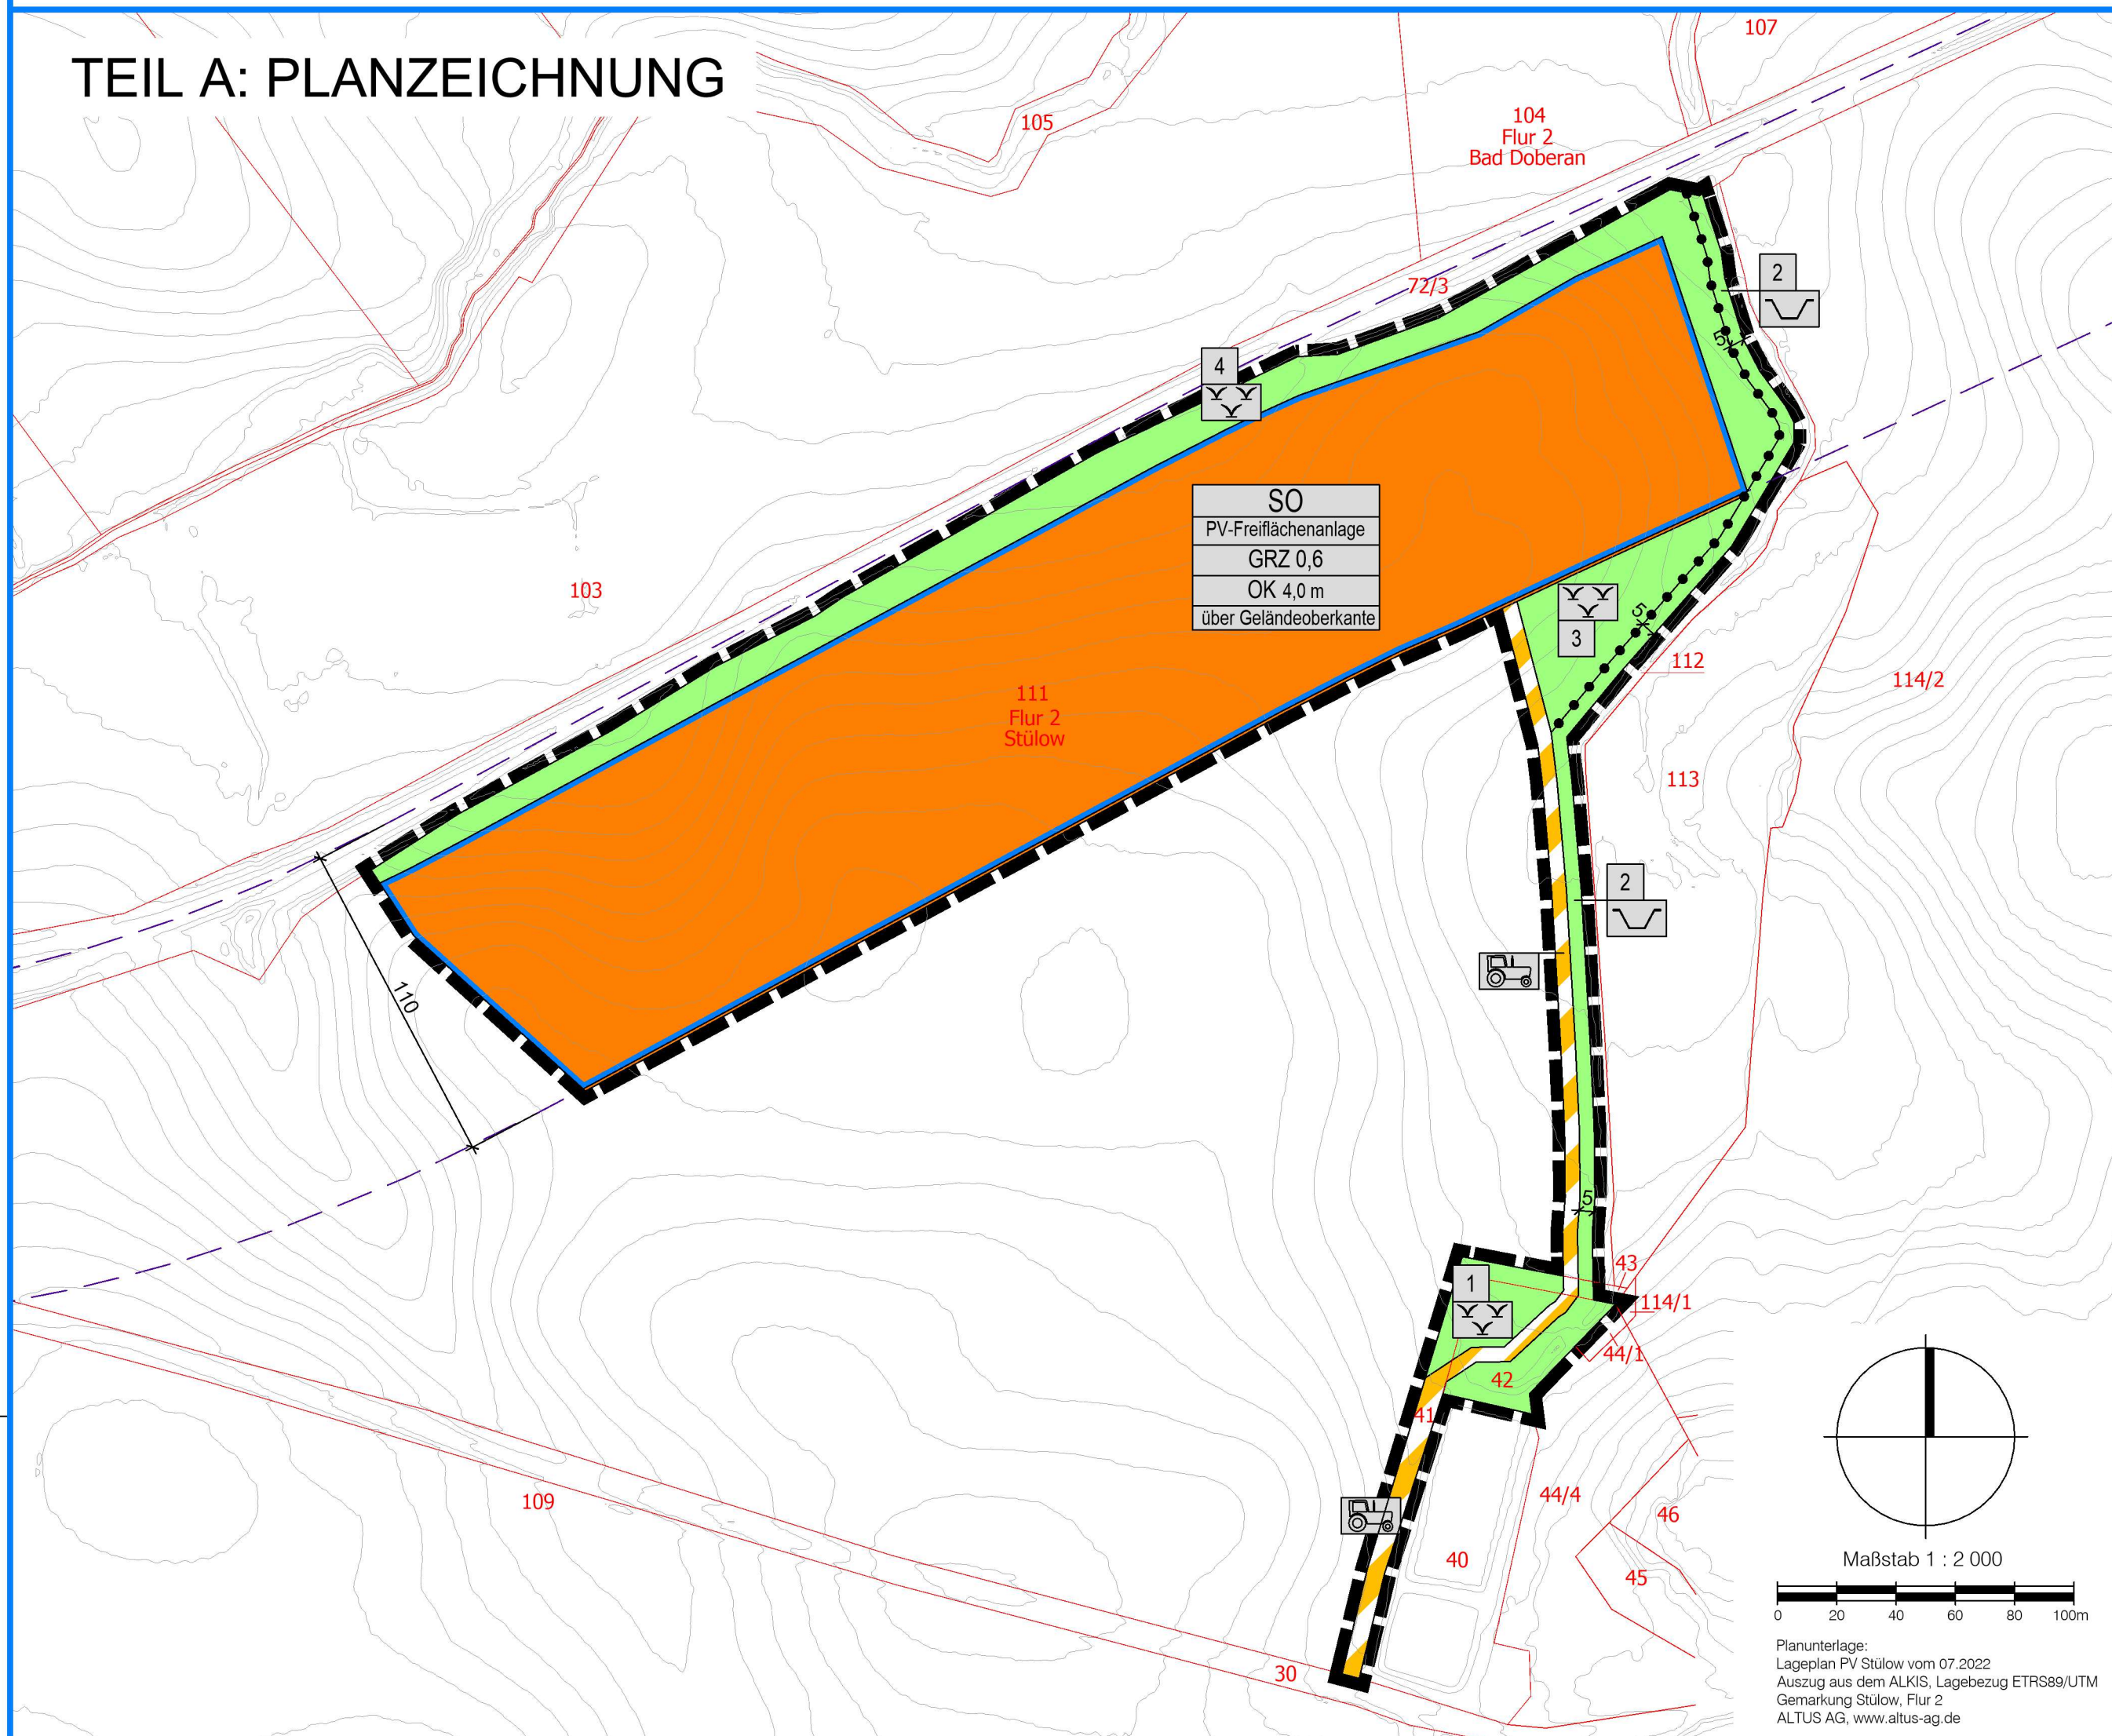 TEIL A: PLANZEICHNUNG
107
105
104
Flur 2
Bad Doberan
2
72/3
5
4
SO
PV-Freiflächenanlage
GRZ 0,6
OK 4,0 m
über Geländeoberkante
103
3
5
112
114/2
111
Flur 2
Stülow
113
2
110
5
43
1
114/1
44/1
42
41
109
44/4
46
40
45
30
Maßstab 1 : 2 000
0 20 40 60 80 100m
Planunterlage:
Lageplan PV Stülow vom 07.2022
Auszug aus dem ALKIS, Lagebezug ETRS89/UTM
Gemarkung Stülow, Flur 2
ALTUS AG, www.altus-ag.de